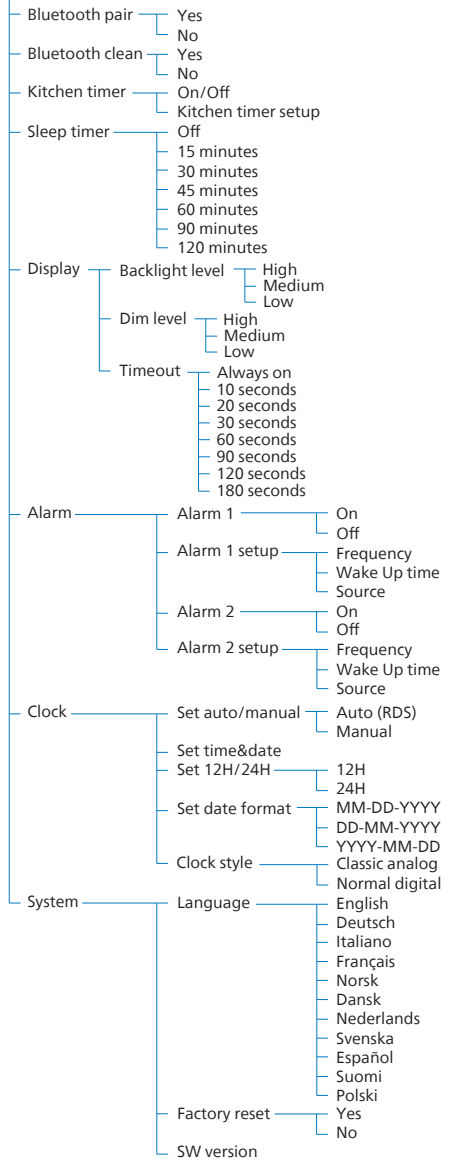 Bluetooth pair Yes
No
Bluetooth clean Yes
No
Kitchen timer On/Off
Kitchen timer setup
Sleep timer Off
15 minutes
30 minutes
45 minutes
60 minutes
90 minutes
120 minutes
Display Backlight level High
Medium
Low
Dim level High
Medium
Low
Timeout Always on
10 seconds
20 seconds
30 seconds
60 seconds
90 seconds
120 seconds
180 seconds
Alarm Alarm 1 On
Off
Alarm 1 setup Frequency
Wake Up time
Source
Alarm 2 On
Off
Alarm 2 setup Frequency
Wake Up time
Source
Clock Set auto/manual Auto (RDS)
Manual
Set time&date
Set 12H/24H 12H
24H
Set date format MM-DD-YYYY
DD-MM-YYYY
YYYY-MM-DD
Clock style Classic analog
Normal digital
System Language English
Deutsch
Italiano
Français
Norsk
Dansk
Nederlands
Svenska
Español
Suomi
Polski
Factory reset Yes
No
SW version